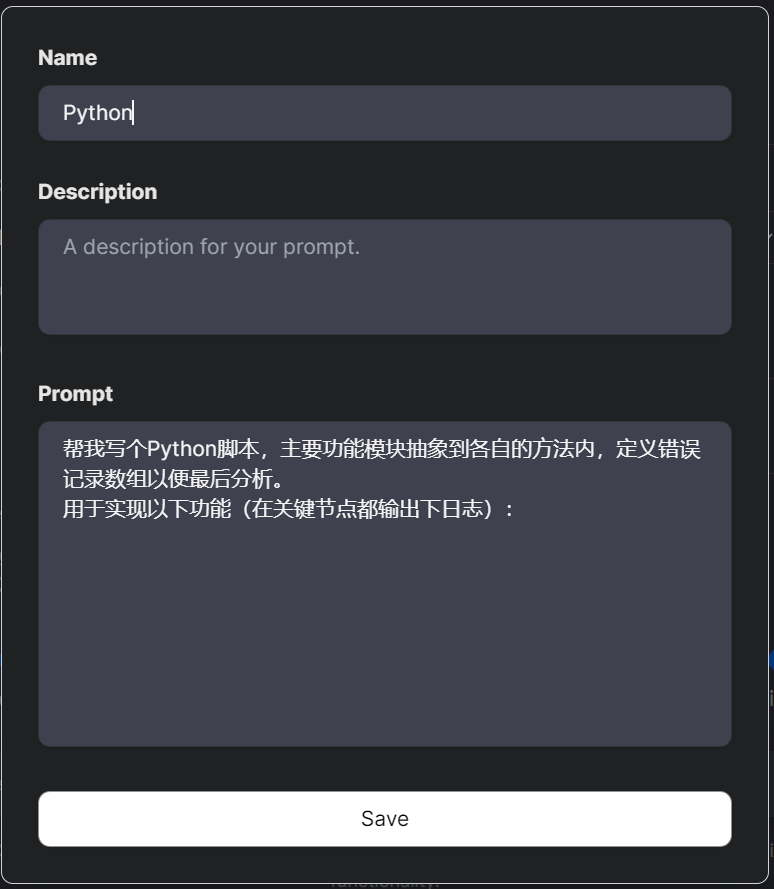 Name
Python
Description
A description for your prompt.
Prompt
帮我写个Python脚本，主要功能模块抽象到各自的方法内，定义错误
记录数组以便最后分析。
用于实现以下功能（在关键节点都输出下日志）：
Save